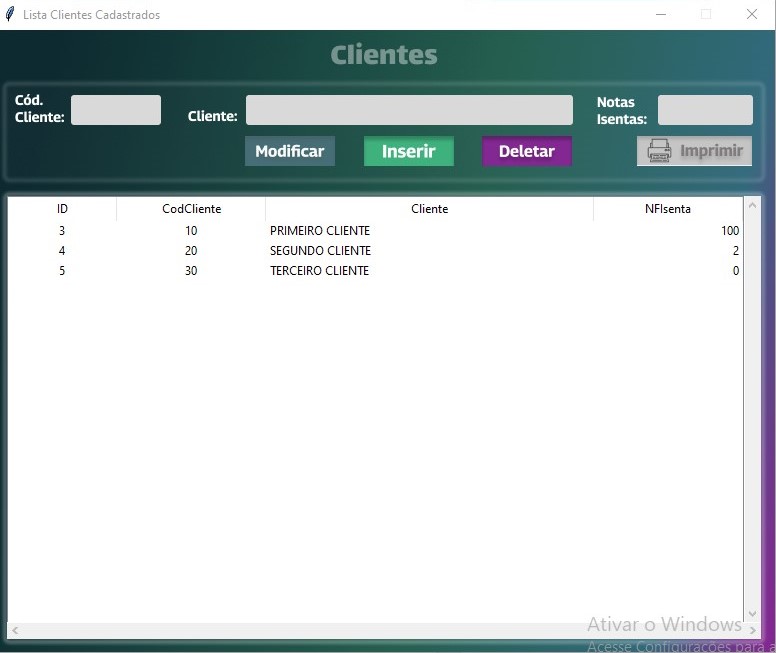 Lista Clientes Cadastrados
Clientes
Cód.
Cliente:
Cliente:
Notas
Isentas:
Modificar Inserir Deletar Imprimir
ID CodCliente Cliente NFIsenta
3 10 PRIMEIRO CLIENTE 100
4 20 SEGUNDO CLIENTE 2
5 30 TERCEIRO CLIENTE 0
Ativar o Windows
Acesse Configurações para a